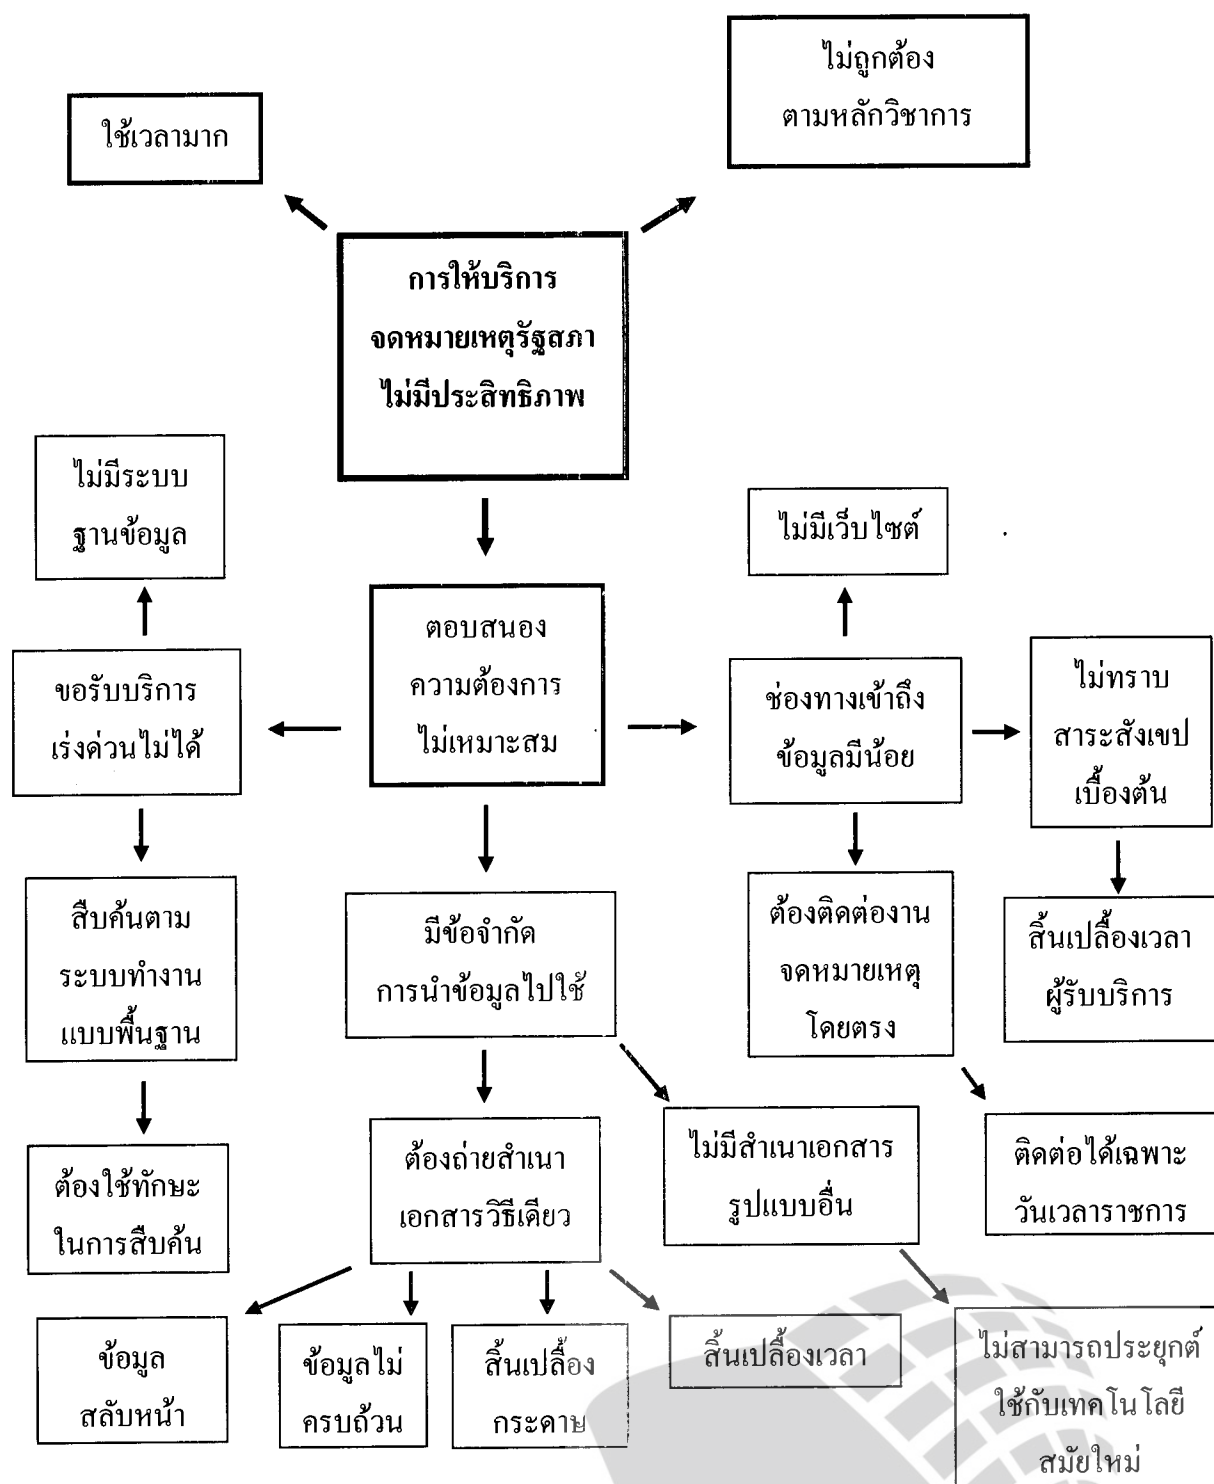 ไม่ถูกต้อง
ตามหลักวิชาการ
ใช้เวลามาก
การให้บริการ
จดหมายเหตุรัฐสภา
ไม่มีประสิทธิภาพ
ไม่มีระบบ
ฐานข้อมูล
ไม่มีเว็บไซต์
ตอบสนอง
ความต้องการ
ไม่เหมาะสม
ขอรับบริการ
เร่งด่วนไม่ได้
ช่องทางเข้าถึง
ข้อมูลมีน้อย
ไม่ทราบ
สาระสังเขป
เบื้องต้น
สืบค้นตาม
ระบบทำงาน
แบบพื้นฐาน
มีข้อจำกัด
การนำข้อมูลไปใช้
ต้องติดต่องาน
จดหมายเหตุ
โดยตรง
สิ้นเปลื้องเวลา
ผู้รับบริการ
ต้องใช้ทักษะ
ในการสืบค้น
ต้องถ่ายสำเนา
เอกสารวิธีเดียว
ไม่มีสำเนาเอกสาร
รูปแบบอื่น
ติดต่อได้เฉพาะ
วันเวลาราชการ
ข้อมูล
สลับหน้า
ข้อมูลไม่
ครบถ้วน
สิ้นเปลื้อง
กระดาษ
สิ้นเปลื้องเวลา
ไม่สามารถประยุกต์
ใช้กับเทคโนโลยี
สมัยใหม่